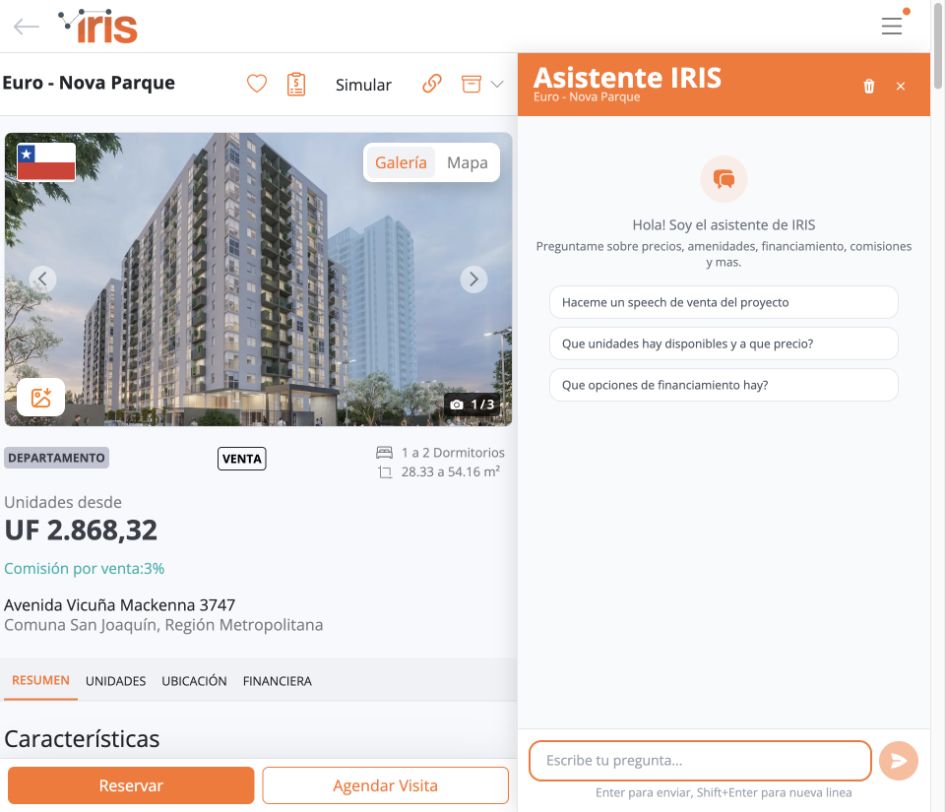 iris
Euro - Nova Parque
Simular
Galería
Mapa
1/3
DEPARTAMENTO
VENTA
1 a 2 Dormitorios
28.33 a 54.16 m²
Unidades desde
UF 2.868,32
Comisión por venta:3%
Avenida Vicuña Mackenna 3747
Comuna San Joaquín, Región Metropolitana
RESUMEN UNIDADES UBICACIÓN FINANCIERA
Características
Reservar
Agendar Visita
Asistente IRIS
Euro - Nova Parque
Hola! Soy el asistente de IRIS
Preguntame sobre precios, amenidades, financiamiento, comisiones
y mas.
Haceme un speech de venta del proyecto
Que unidades hay disponibles y a que precio?
Que opciones de financiamiento hay?
Escribe tu pregunta...
Enter para enviar, Shift+Enter para nueva linea